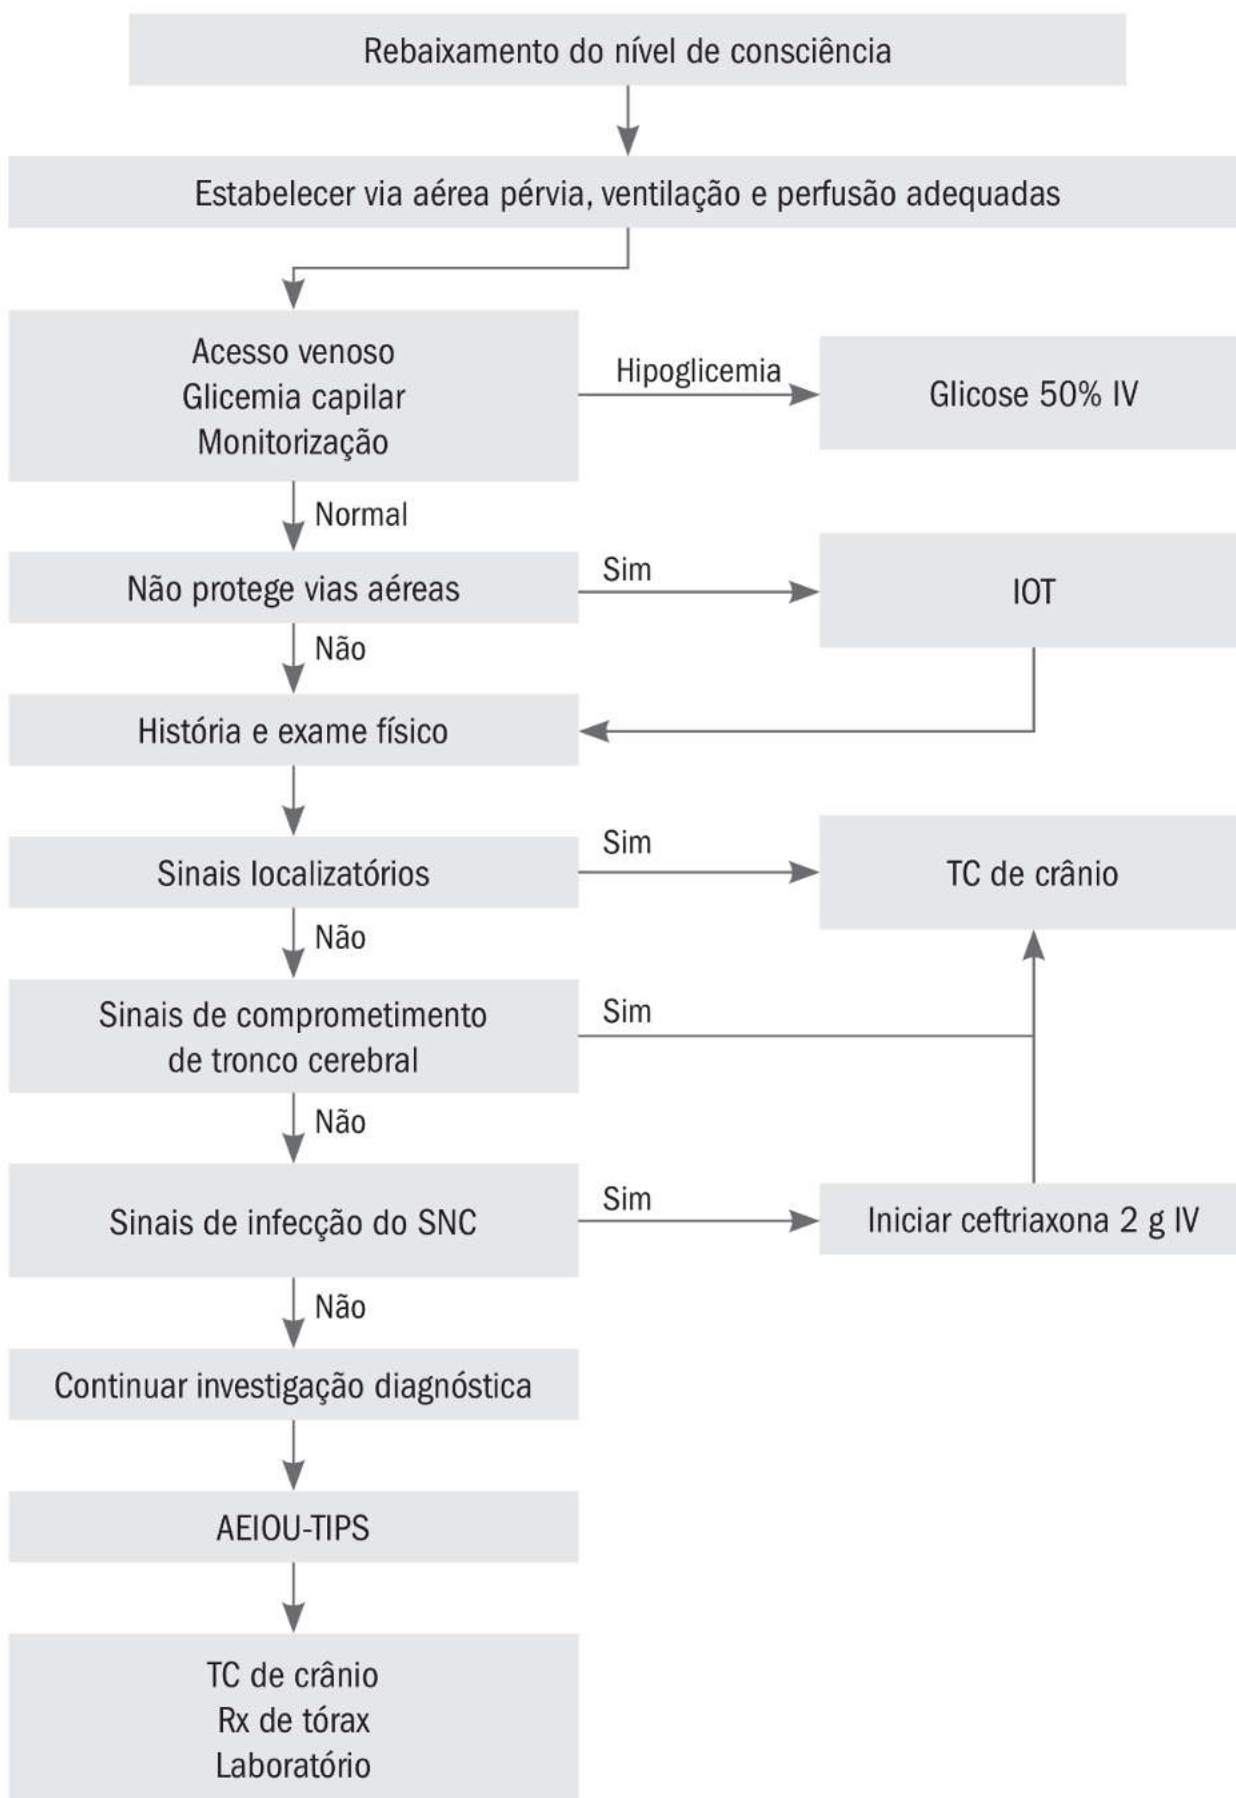 Rebaixamento do nível de consciência
Estabelecer via aérea pérvia, ventilação e perfusão adequadas
Acesso venoso
Glicemia capilar
Monitorização
Hipoglicemia
Glicose 50% IV
Normal
Não protege vias aéreas
Sim
IOT
Não
História e exame físico
Sinais localizatórios
Sim
TC de crânio
Não
Sinais de comprometimento
de tronco cerebral
Sim
Não
Sinais de infecção do SNC
Sim
Iniciar ceftriaxona 2 g IV
Não
Continuar investigação diagnóstica
AEIOU-TIPS
TC de crânio
Rx de tórax
Laboratório